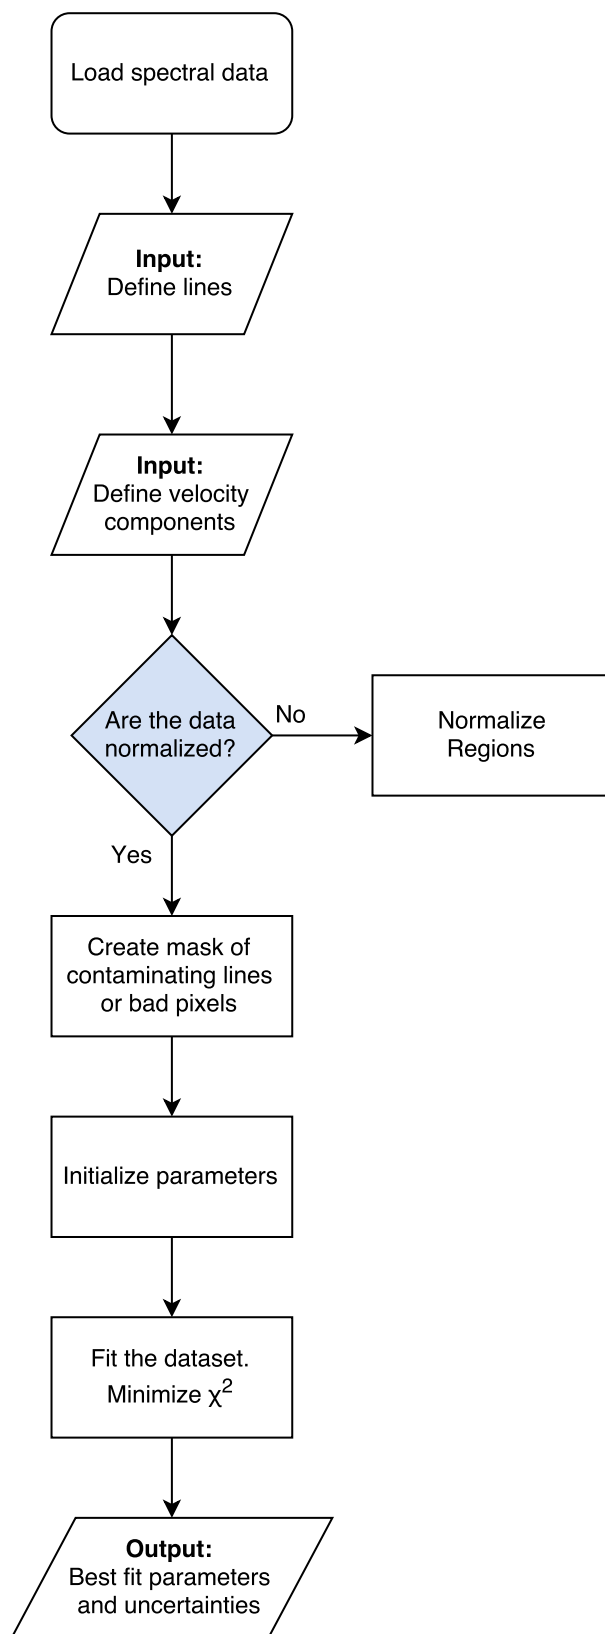 Load spectral data
Input:
Define lines
Input:
Define velocity
components
Are the data
normalized?
No
Normalize
Regions
Yes
Create mask of
contaminating lines
or bad pixels
Initialize parameters
Fit the dataset.
Minimize χ²
Output:
Best fit parameters
and uncertainties